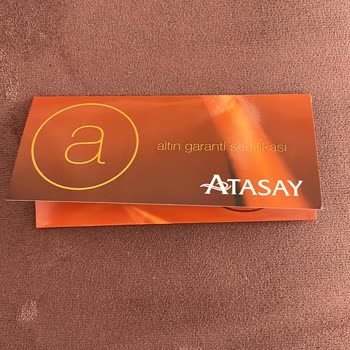 a
altın garanti sertifikası
ATASAY